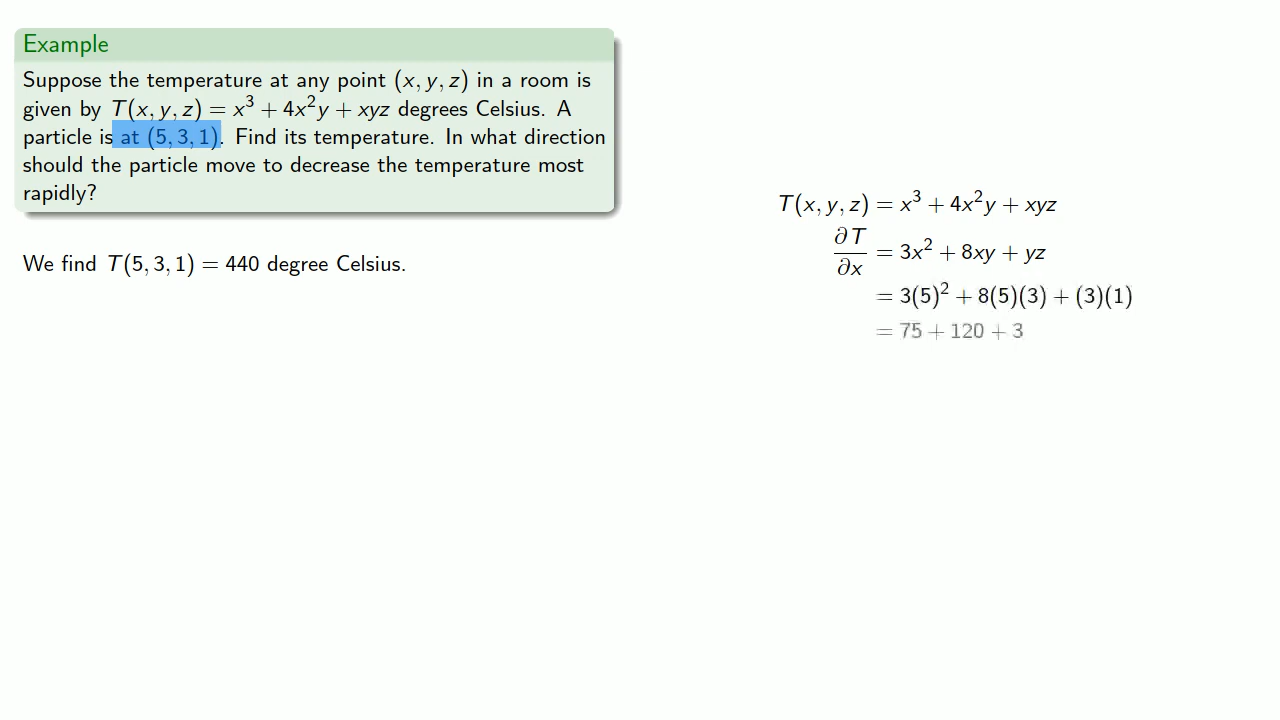 Example
Suppose the temperature at any point (x, y, z) in a room is
given by T(x, y, z) = x³ + 4x²y + xyz degrees Celsius. A
particle is at (5, 3, 1). Find its temperature. In what direction
should the particle move to decrease the temperature most
rapidly?
We find T(5, 3, 1) = 440 degree Celsius.
T(x, y, z) = x³ + 4x²y + xyz
∂T/∂x = 3x² + 8xy + yz
= 3(5)² + 8(5)(3) + (3)(1)
= 75 + 120 + 3